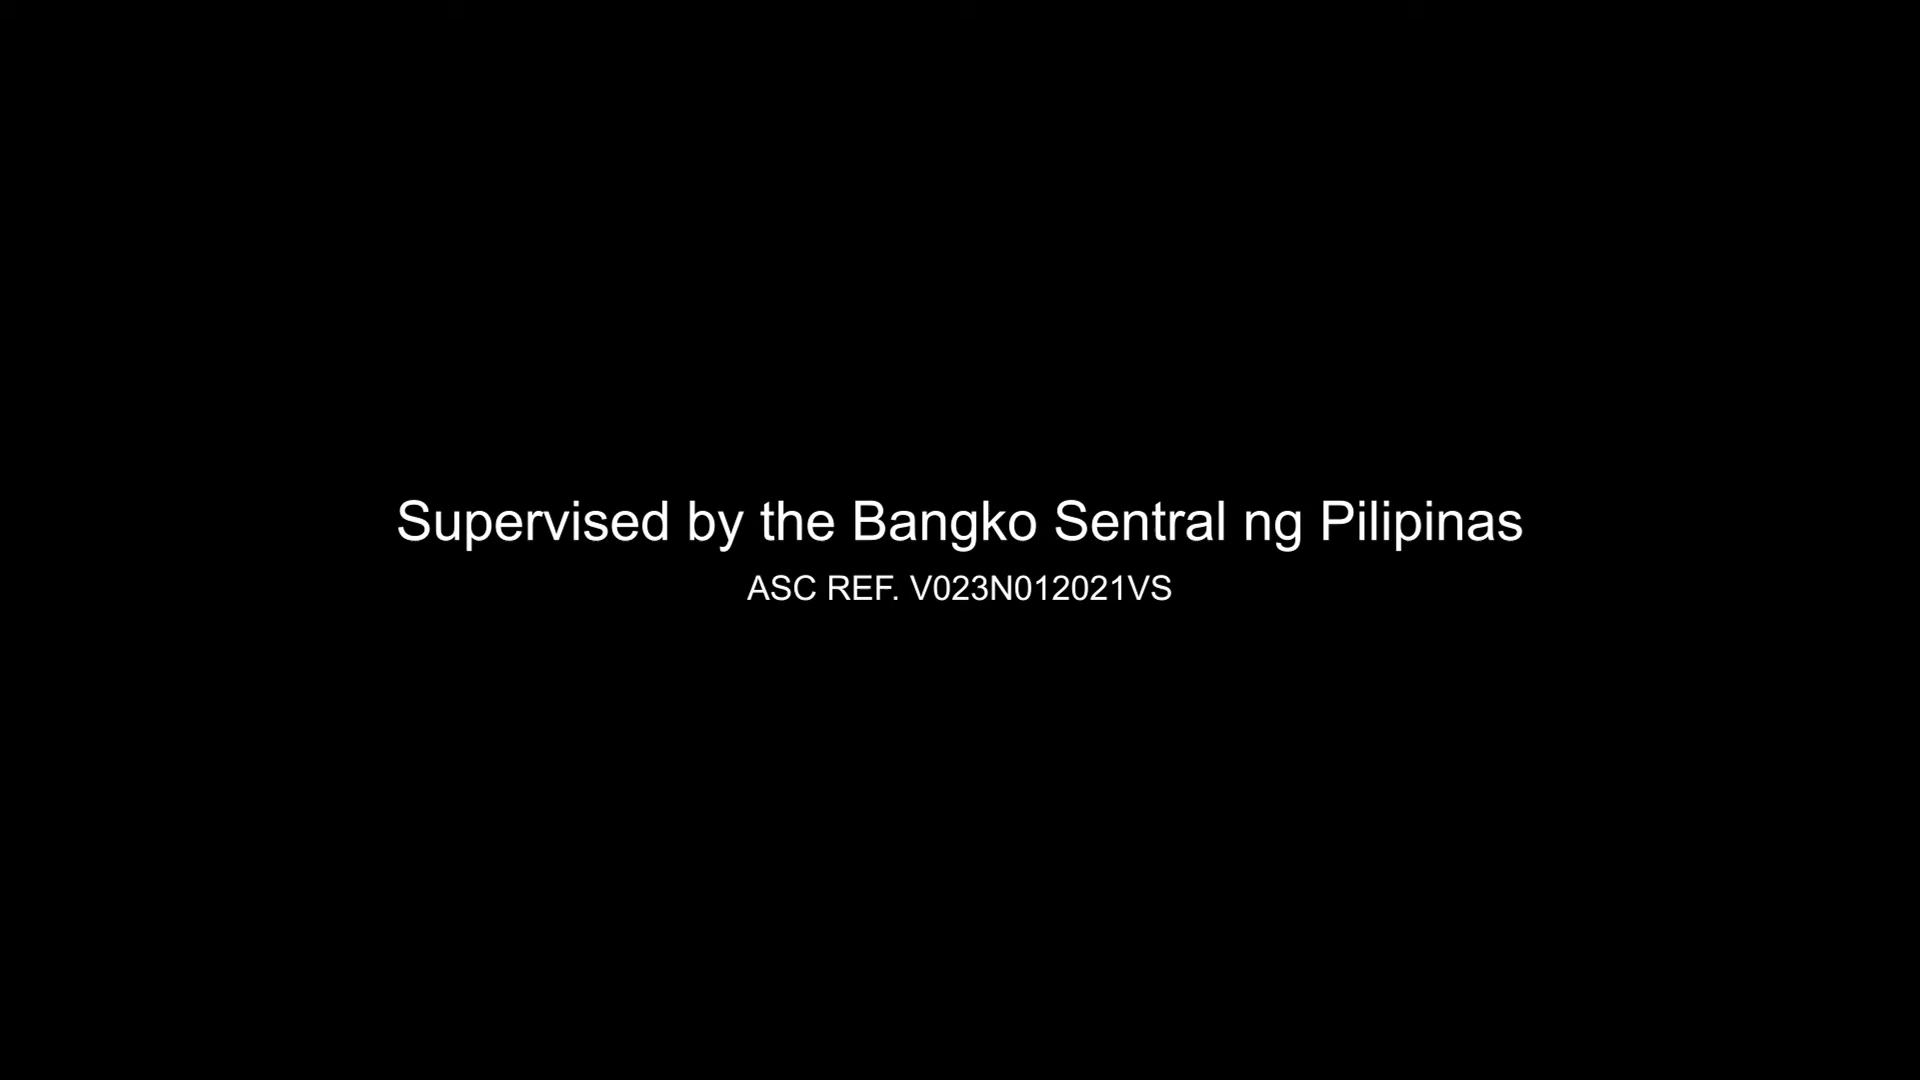 Supervised by the Bangko Sentral ng Pilipinas
ASC REF. V023N012021VS